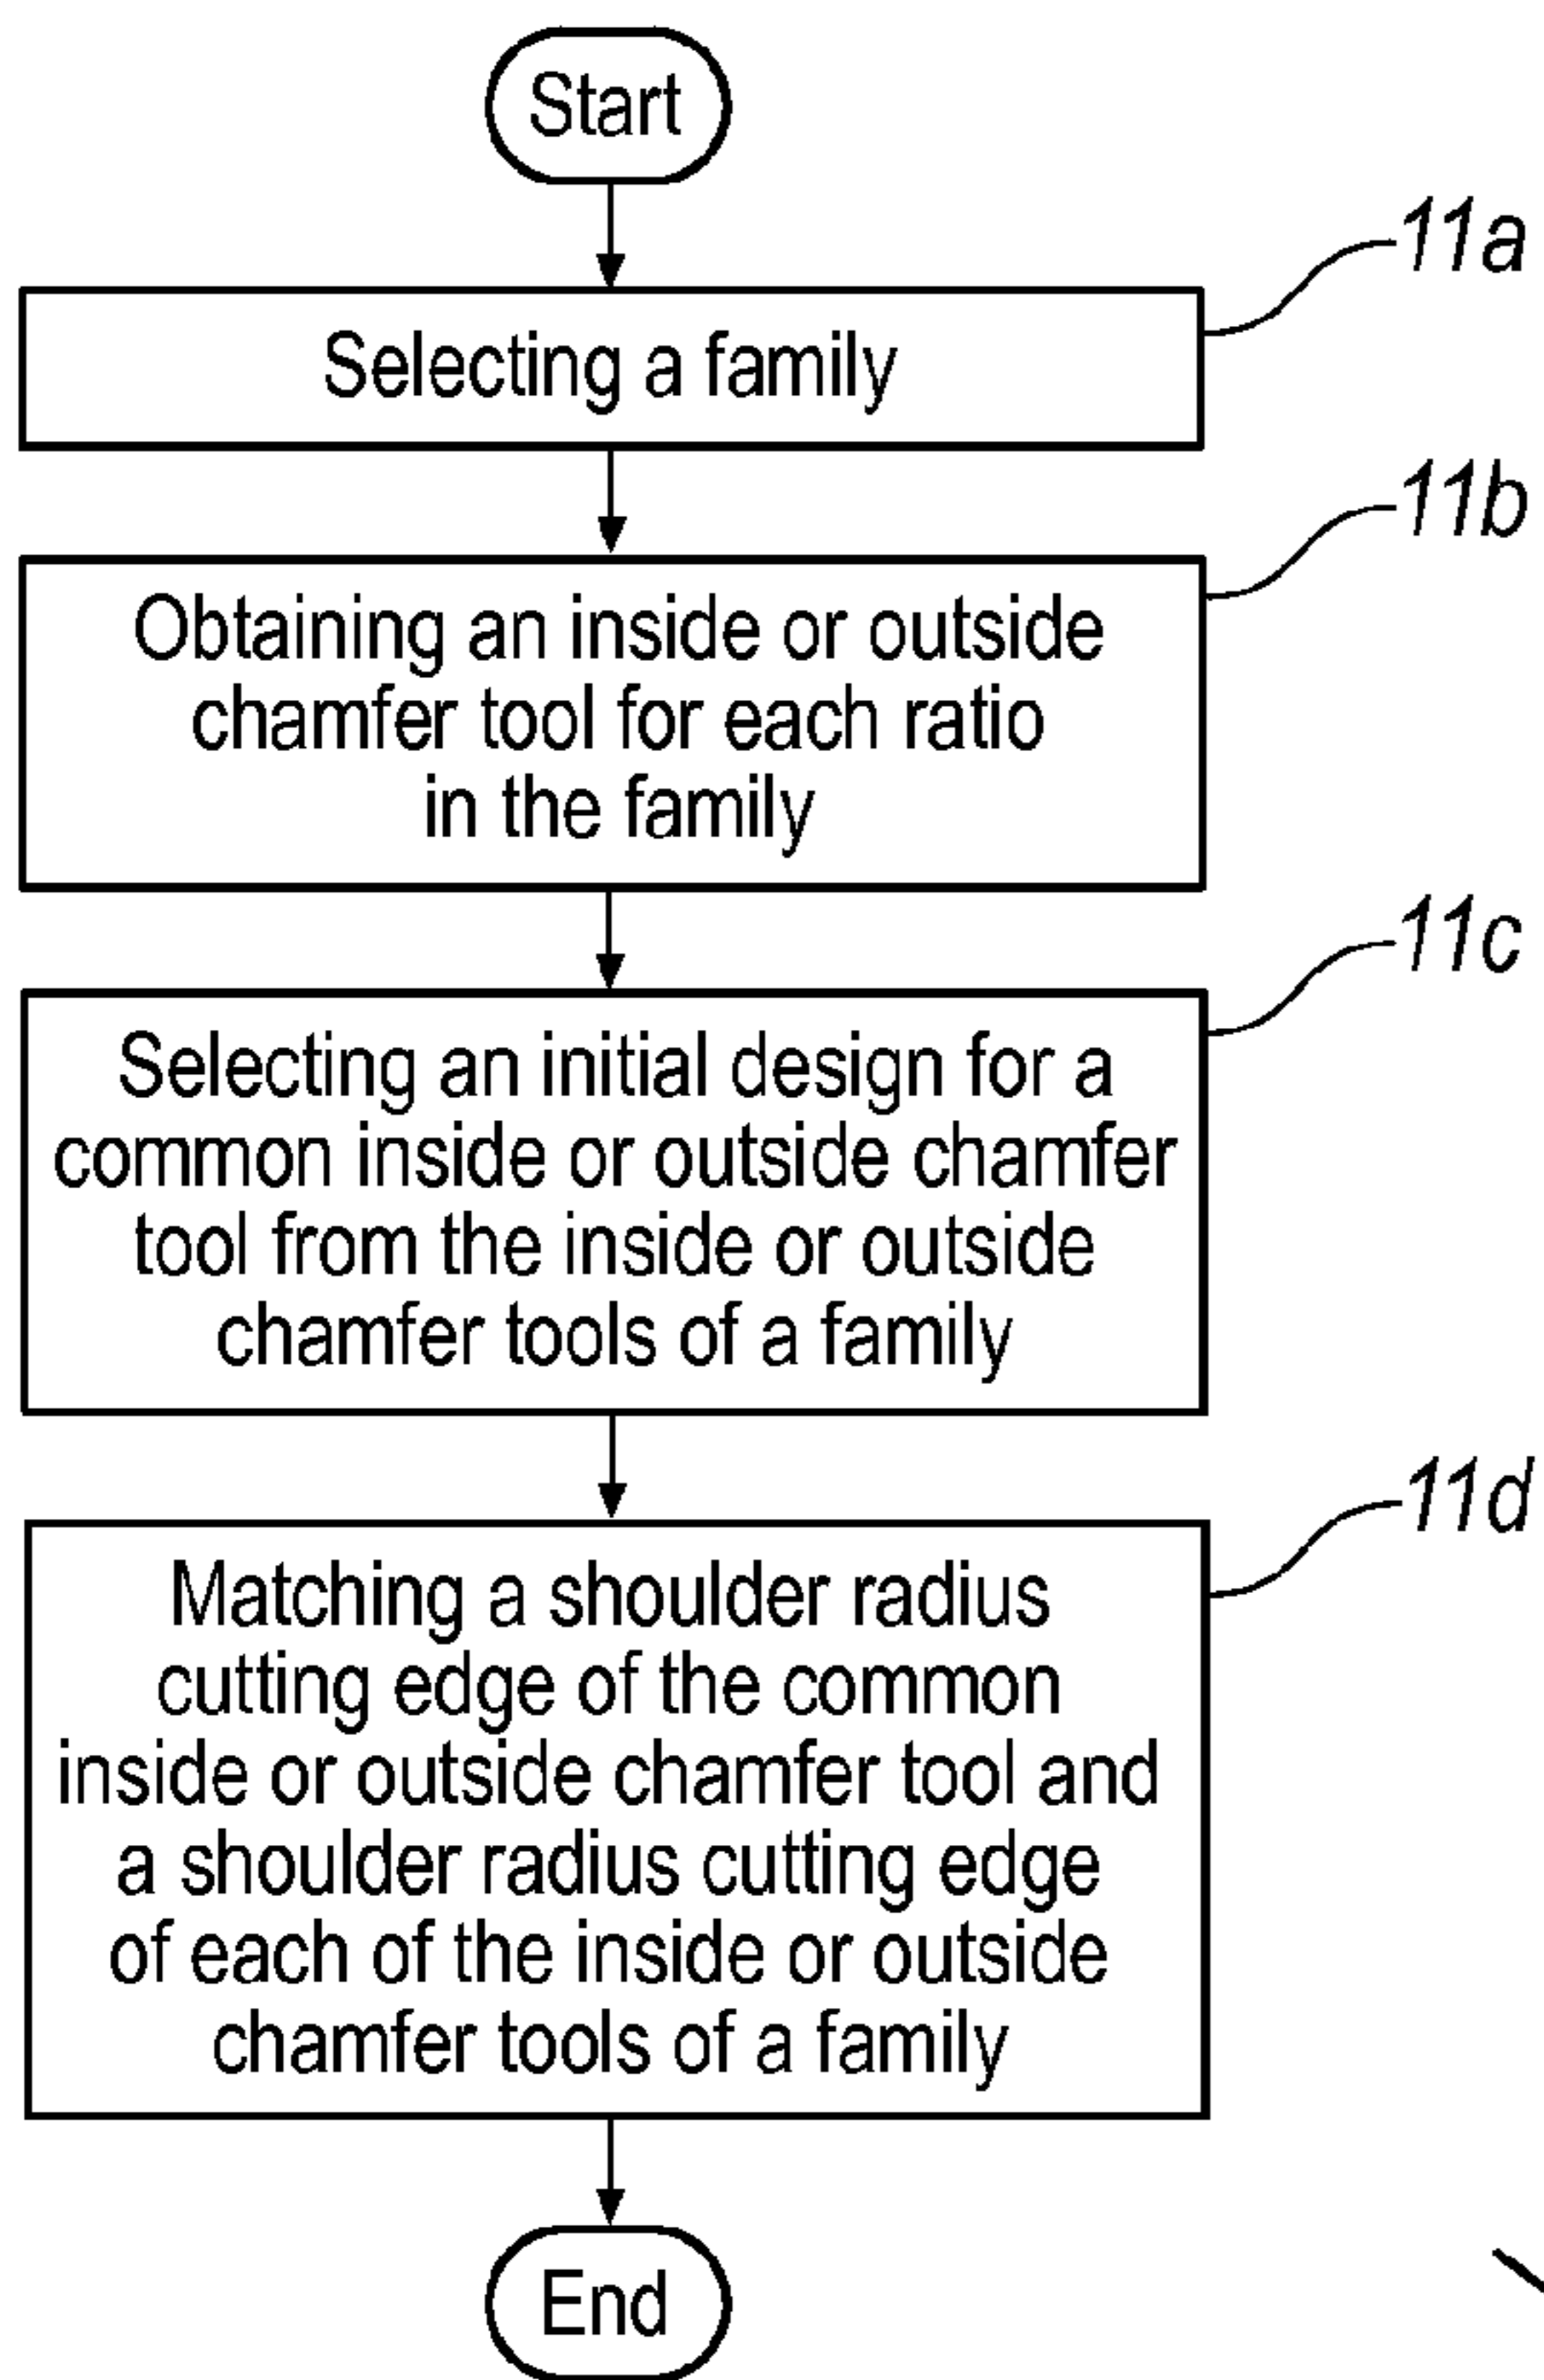 Start
11a
Selecting a family
11b
Obtaining an inside or outside
chamfer tool for each ratio
in the family
11c
Selecting an initial design for a
common inside or outside chamfer
tool from the inside or outside
chamfer tools of a family
11d
Matching a shoulder radius
cutting edge of the common
inside or outside chamfer tool and
a shoulder radius cutting edge
of each of the inside or outside
chamfer tools of a family
End